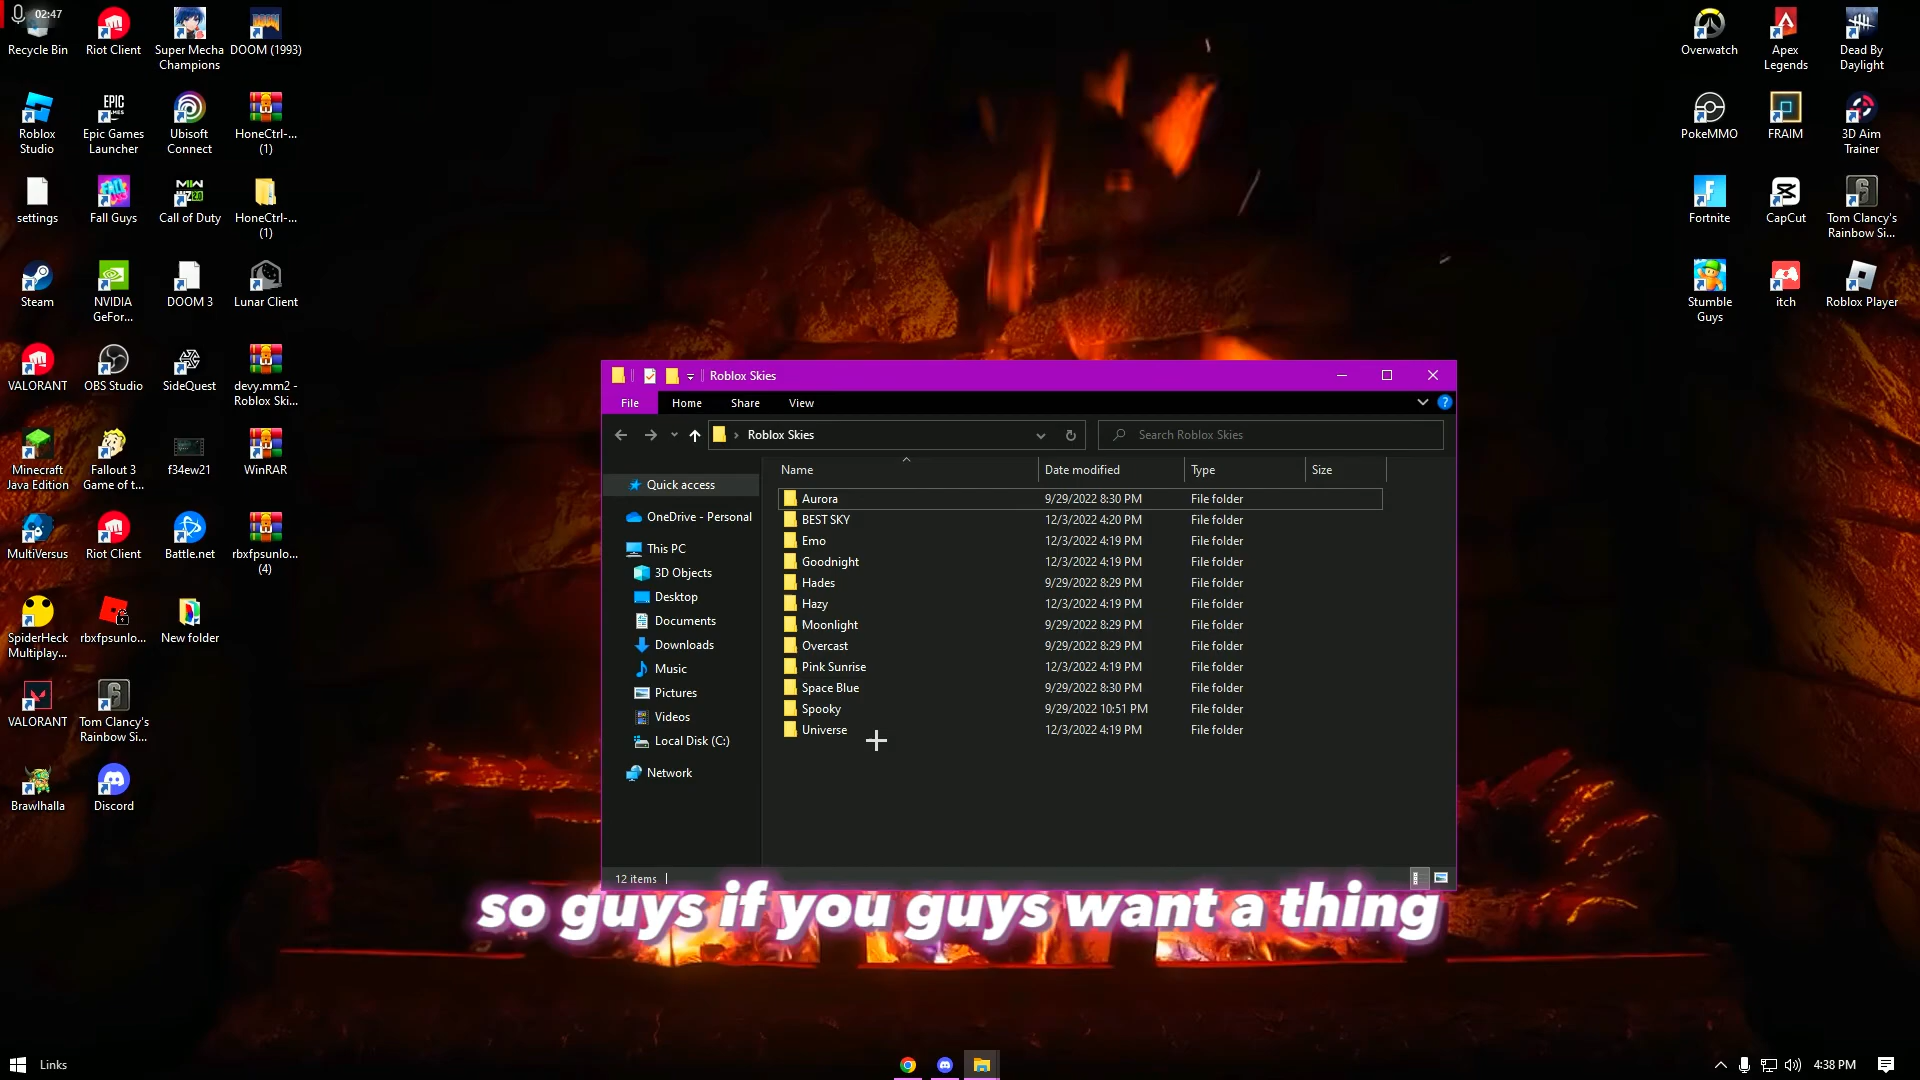 02:47
Recycle Bin
Riot Client
Super Mecha
Champions
DOOM (1993)
Roblox
Studio
Epic Games
Launcher
Ubisoft
Connect
HoneCtrl-...
(1)
settings
Fall Guys
Call of Duty
HoneCtrl-...
(1)
Steam
NVIDIA
GeFor...
DOOM 3
Lunar Client
VALORANT
OBS Studio
SideQuest
devy.mm2 -
Roblox Ski...
Minecraft
Java Edition
Fallout 3
Game of t...
f34ew21
WinRAR
MultiVersus
Riot Client
Battle.net
rbxfpsunlo...
(4)
SpiderHeck
Multiplay...
rbxfpsunlo...
New folder
VALORANT
Tom Clancy's
Rainbow Si...
Brawlhalla
Discord
Overwatch
Apex
Legends
Dead By
Daylight
PokeMMO
FRAIM
3D Aim
Trainer
Fortnite
CapCut
Tom Clancy's
Rainbow Si...
Stumble
Guys
itch
Roblox Player
Roblox Skies
File Home Share View
Roblox Skies
Search Roblox Skies
Quick access
OneDrive - Personal
This PC
3D Objects
Desktop
Documents
Downloads
Music
Pictures
Videos
Local Disk (C:)
Network
Name Date modified Type Size
Aurora 9/29/2022 8:30 PM File folder
BEST SKY 12/3/2022 4:20 PM File folder
Emo 12/3/2022 4:19 PM File folder
Goodnight 12/3/2022 4:19 PM File folder
Hades 9/29/2022 8:29 PM File folder
Hazy 12/3/2022 4:19 PM File folder
Moonlight 9/29/2022 8:29 PM File folder
Overcast 9/29/2022 8:29 PM File folder
Pink Sunrise 12/3/2022 4:19 PM File folder
Space Blue 9/29/2022 8:30 PM File folder
Spooky 9/29/2022 10:51 PM File folder
Universe 12/3/2022 4:19 PM File folder
12 items
so guys if you guys want a thing
Links
4:38 PM